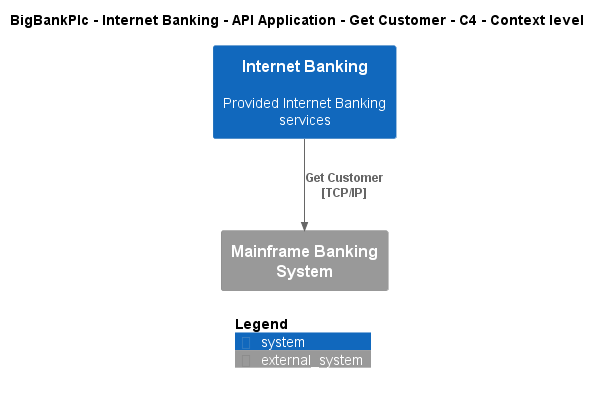 BigBankPlc - Internet Banking - API Application - Get Customer - C4 - Context level
Internet Banking
Provided Internet Banking
services
Get Customer
[TCP/IP]
Mainframe Banking
System
Legend
system
external_system